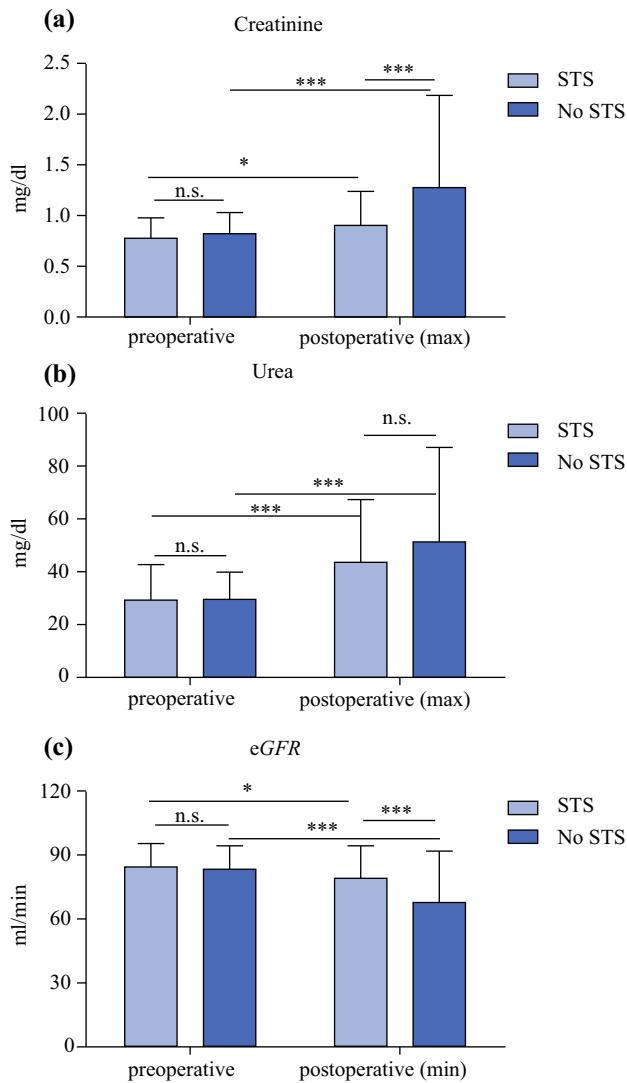 (a)
Creatinine
2.5
2.0
1.5
1.0
0.5
0.0
mg/dl
n.s.
*
***
***
STS
No STS
preoperative
postoperative (max)
(b)
Urea
100
80
60
40
20
0
mg/dl
n.s.
***
***
n.s.
STS
No STS
preoperative
postoperative (max)
(c)
eGFR
120
90
60
30
0
ml/min
*
n.s.
***
***
STS
No STS
preoperative
postoperative (min)